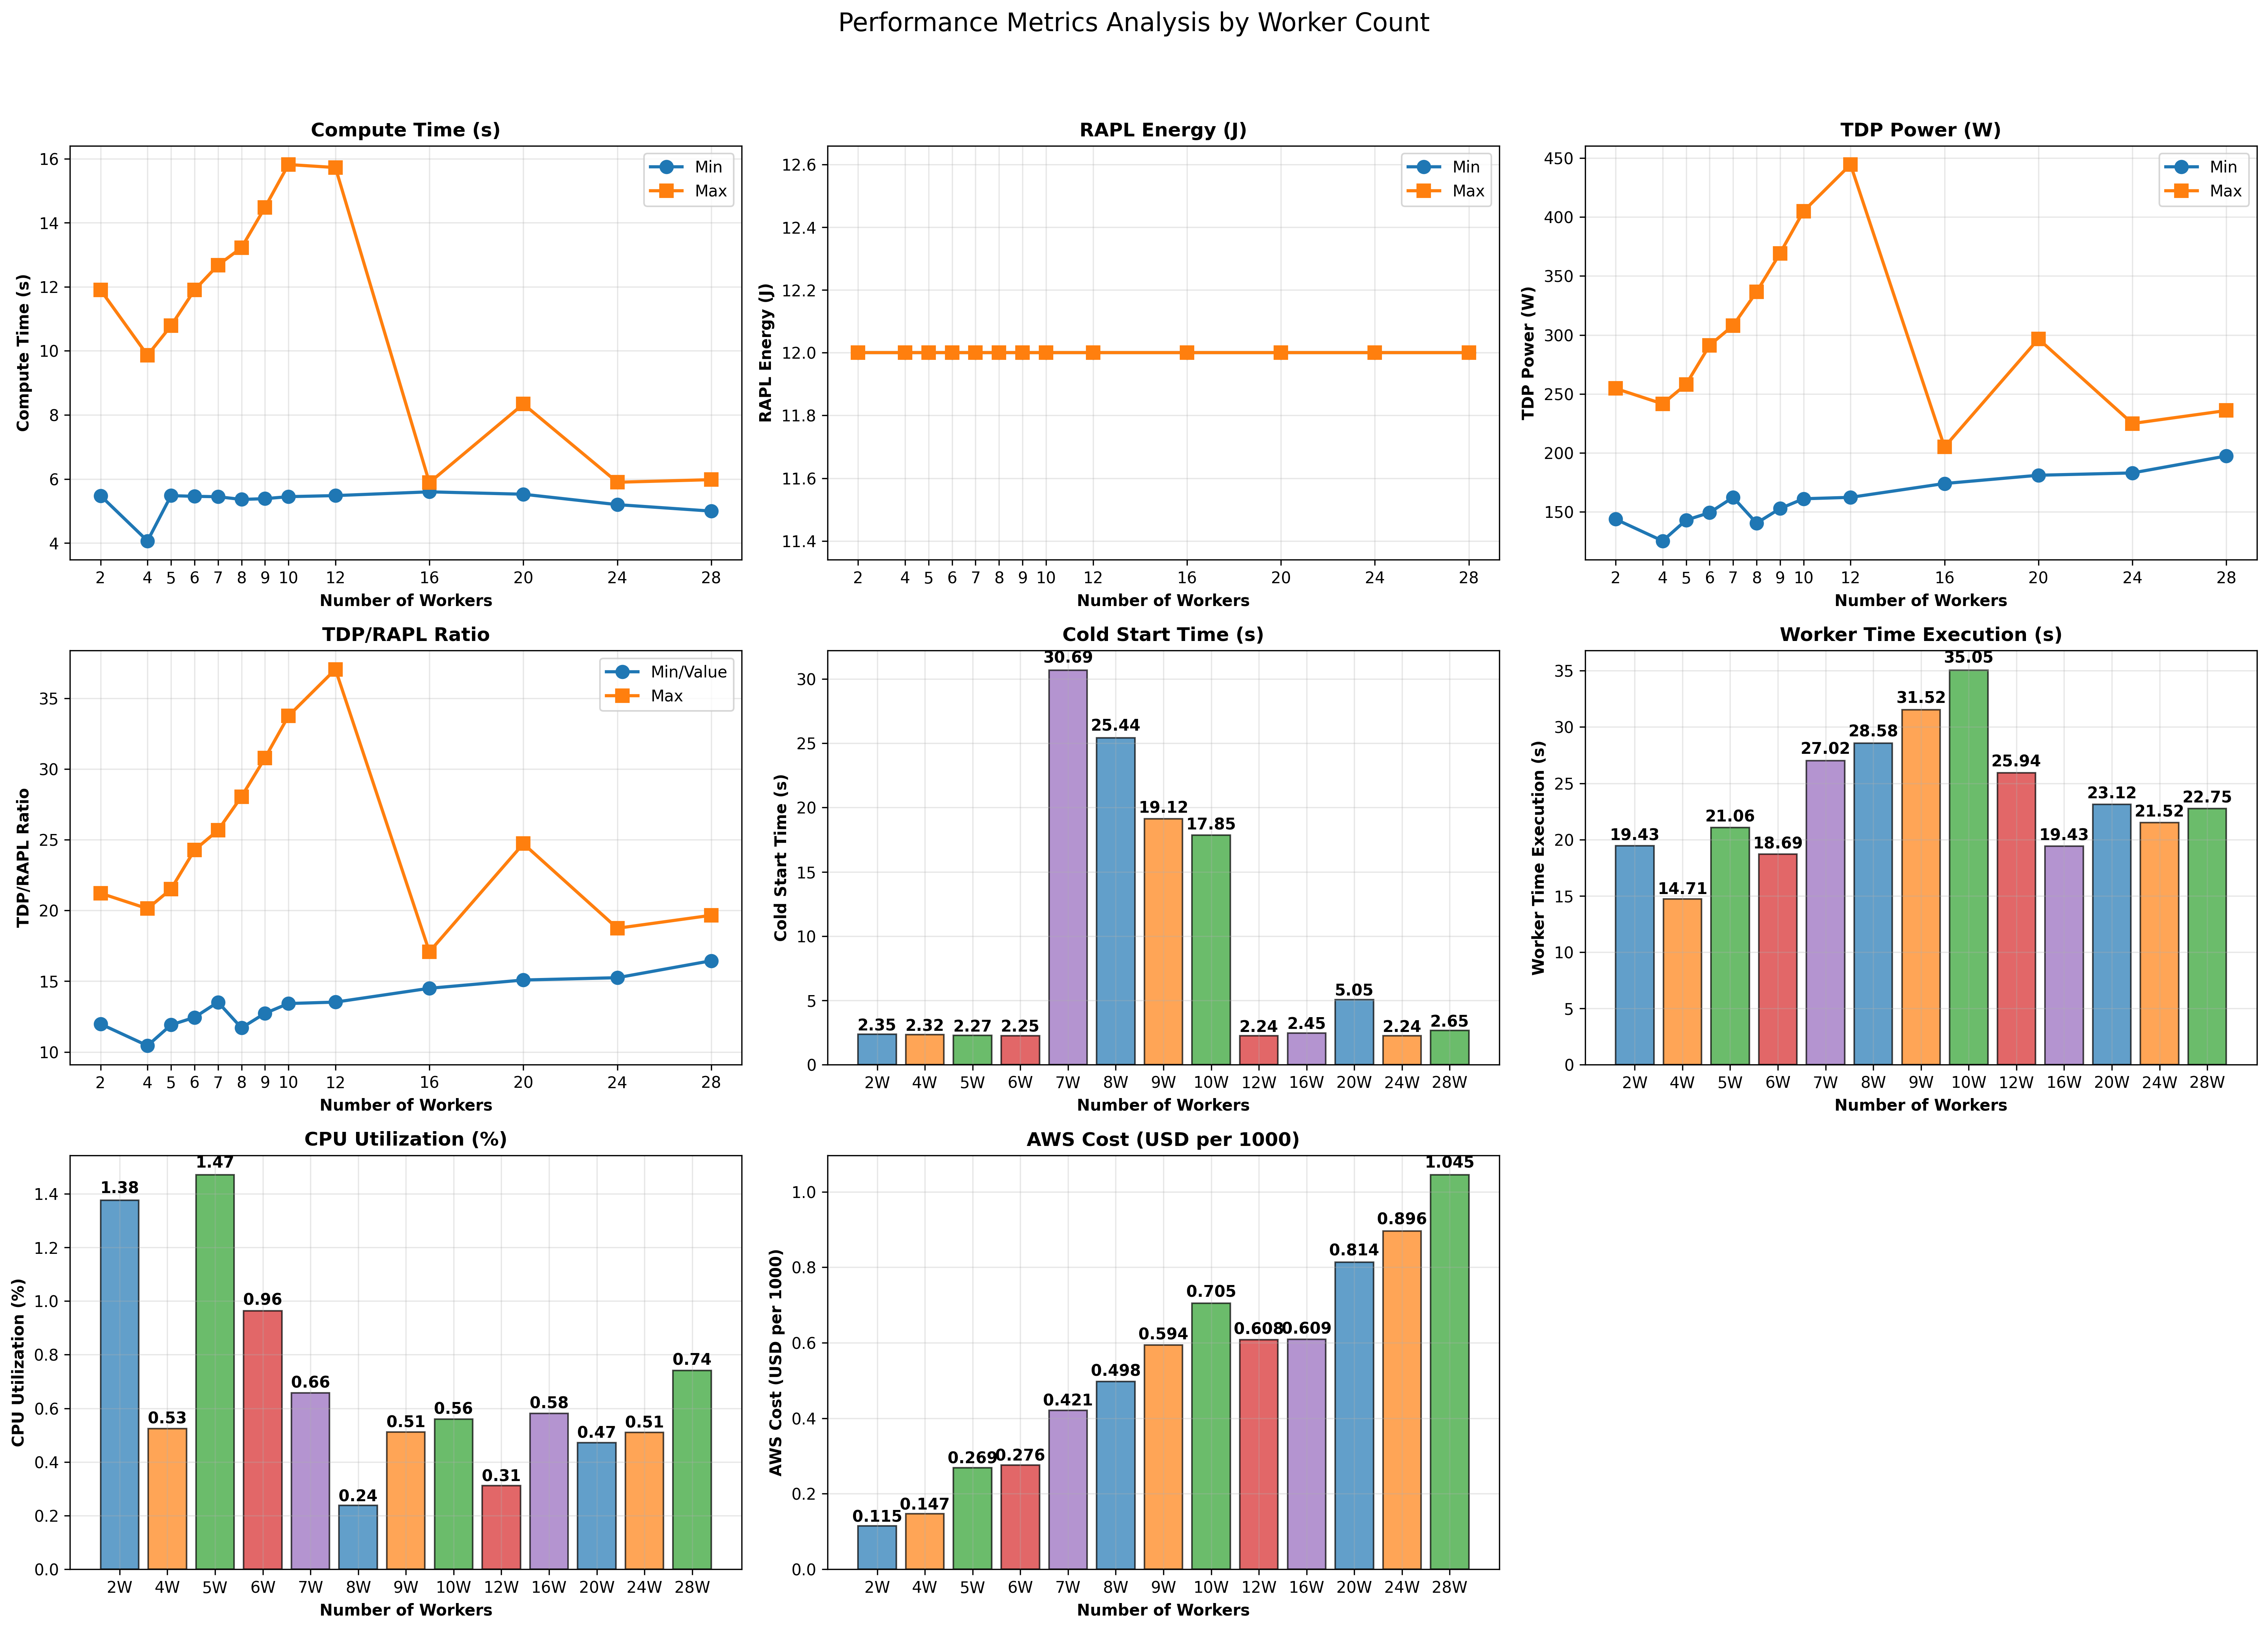 Performance Metrics Analysis by Worker Count
Compute Time (s)
Compute Time (s)
16
14
12
10
8
6
4
Min
Max
2 4 5 6 7 8 9 10 12 16 20 24 28
Number of Workers
RAPL Energy (J)
RAPL Energy (J)
12.6
12.4
12.2
12.0
11.8
11.6
11.4
Min
Max
2 4 5 6 7 8 9 10 12 16 20 24 28
Number of Workers
TDP Power (W)
TDP Power (W)
450
400
350
300
250
200
150
Min
Max
2 4 5 6 7 8 9 10 12 16 20 24 28
Number of Workers
TDP/RAPL Ratio
TDP/RAPL Ratio
35
30
25
20
15
10
Min/Value
Max
2 4 5 6 7 8 9 10 12 16 20 24 28
Number of Workers
Cold Start Time (s)
Cold Start Time (s)
30
25
20
15
10
5
0
2.35 2.32 2.27 2.25 30.69 25.44 19.12 17.85 2.24 2.45 5.05 2.24 2.65
2W 4W 5W 6W 7W 8W 9W 10W 12W 16W 20W 24W 28W
Number of Workers
Worker Time Execution (s)
Worker Time Execution (s)
35
30
25
20
15
10
5
0
19.43 14.71 21.06 18.69 27.02 28.58 31.52 35.05 25.94 19.43 23.12 21.52 22.75
2W 4W 5W 6W 7W 8W 9W 10W 12W 16W 20W 24W 28W
Number of Workers
CPU Utilization (%)
CPU Utilization (%)
1.4
1.2
1.0
0.8
0.6
0.4
0.2
0.0
1.38 0.53 1.47 0.96 0.66 0.24 0.51 0.56 0.31 0.58 0.47 0.51 0.74
2W 4W 5W 6W 7W 8W 9W 10W 12W 16W 20W 24W 28W
Number of Workers
AWS Cost (USD per 1000)
AWS Cost (USD per 1000)
1.0
0.8
0.6
0.4
0.2
0.0
0.115 0.147 0.269 0.276 0.421 0.498 0.594 0.705 0.608 0.609 0.814 0.896 1.045
2W 4W 5W 6W 7W 8W 9W 10W 12W 16W 20W 24W 28W
Number of Workers